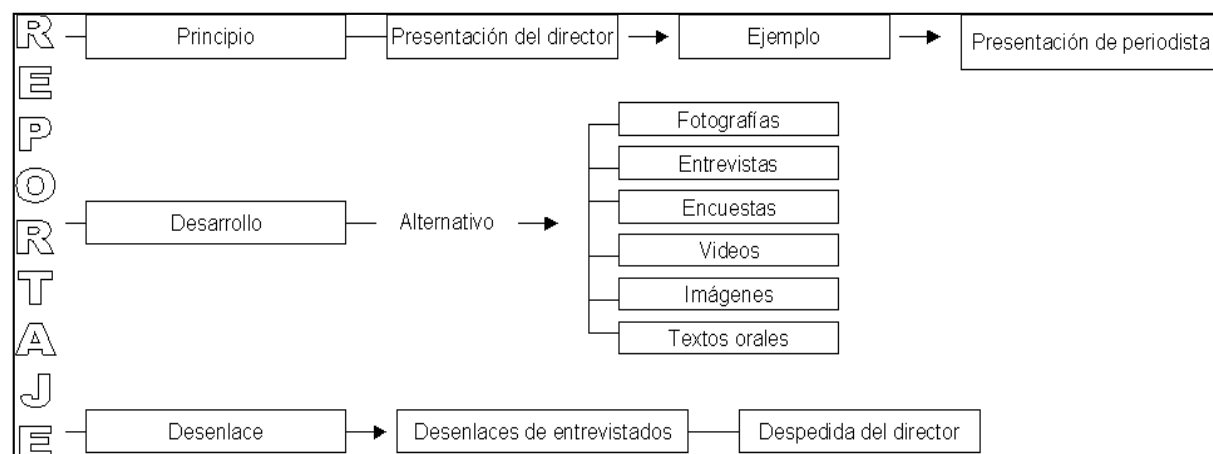 REPORTAJE
Principio
Presentación del director
Ejemplo
Presentación de periodista
Desarrollo
Alternativo
Fotografías
Entrevistas
Encuestas
Videos
Imágenes
Textos orales
Desenlace
Desenlaces de entrevistados
Despedida del director